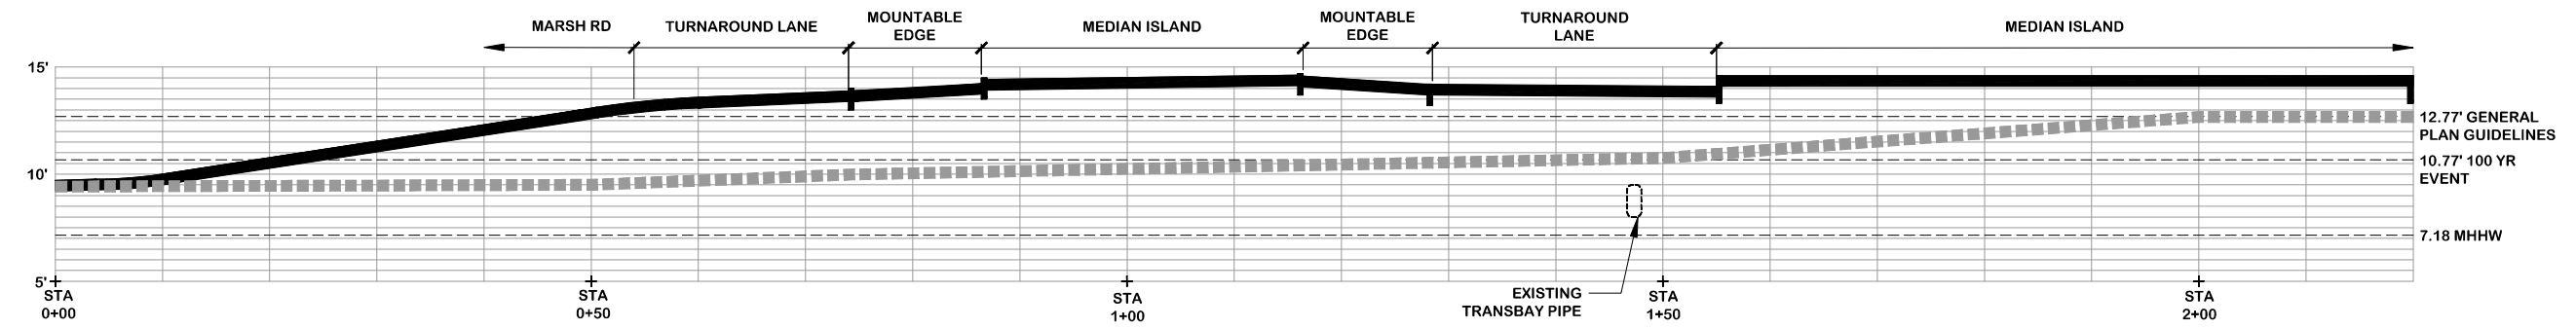 MARSH RD
TURNAROUND LANE
MOUNTABLE
EDGE
MEDIAN ISLAND
MOUNTABLE
EDGE
TURNAROUND
LANE
MEDIAN ISLAND
15'
12.77' GENERAL
PLAN GUIDELINES
10'
10.77' 100 YR
EVENT
7.18 MHHW
5'
EXISTING
TRANSBAY PIPE
STA
0+00
STA
0+50
STA
1+00
STA
1+50
STA
2+00